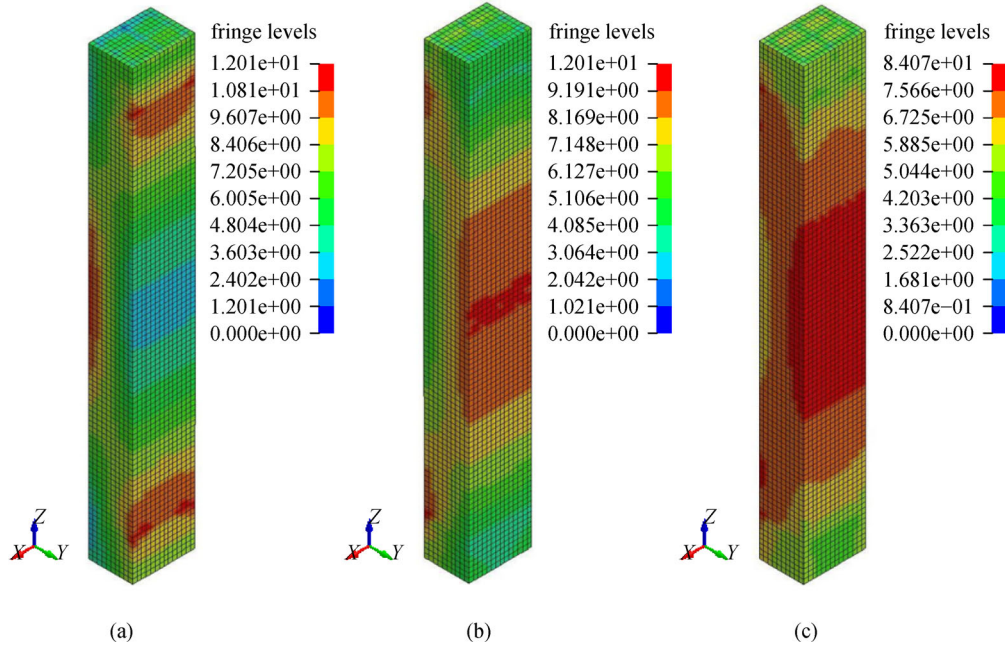 fringe levels
1.201e+01
1.081e+01
9.607e+00
8.406e+00
7.205e+00
6.005e+00
4.804e+00
3.603e+00
2.402e+00
1.201e+00
0.000e+00
Z
X
Y
(a)
fringe levels
1.201e+01
9.191e+00
8.169e+00
7.148e+00
6.127e+00
5.106e+00
4.085e+00
3.064e+00
2.042e+00
1.021e+00
0.000e+00
Z
X
Y
(b)
fringe levels
8.407e+01
7.566e+00
6.725e+00
5.885e+00
5.044e+00
4.203e+00
3.363e+00
2.522e+00
1.681e+00
8.407e−01
0.000e+00
Z
X
Y
(c)